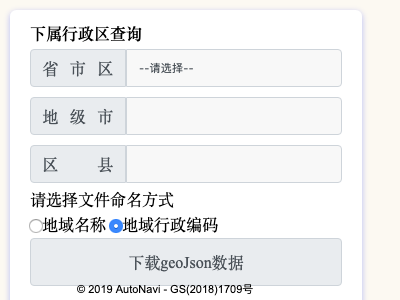 下属行政区查询
省 市 区 --请选择--
地 级 市
区 县
请选择文件命名方式
地域名称 地域行政编码
下载geoJson数据
© 2019 AutoNavi - GS(2018)1709号